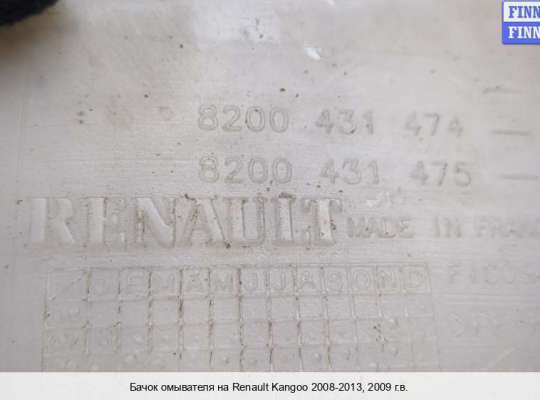 FINN
FINN
8200 431 474 —
8200 431 475 —
RENAULT MADE IN FRAN
J F M A M J J A S O N D
Бачок омывателя на Renault Kangoo 2008-2013, 2009 г.в.